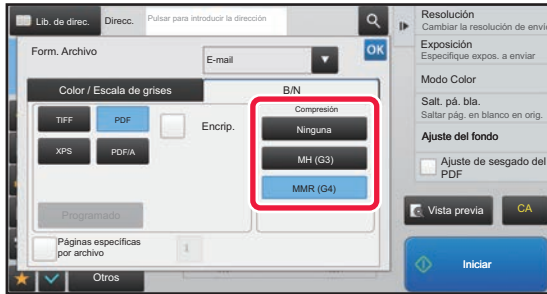 Lib. de direc.
Direcc.
Pulsar para introducir la dirección
Form. Archivo
E-mail
OK
Color / Escala de grises
B/N
TIFF
PDF
Encrip.
XPS
PDF/A
Compresión
Ninguna
MH (G3)
MMR (G4)
Programado
Páginas específicas
por archivo
1
Otros
Resolución
Cambiar la resolución de enví
Exposición
Especifique expos. a enviar
Modo Color
Salt. pá. bla.
Saltar pág. en blanco en orig.
Ajuste del fondo
Ajuste de sesgado del
PDF
Vista previa
CA
Iniciar